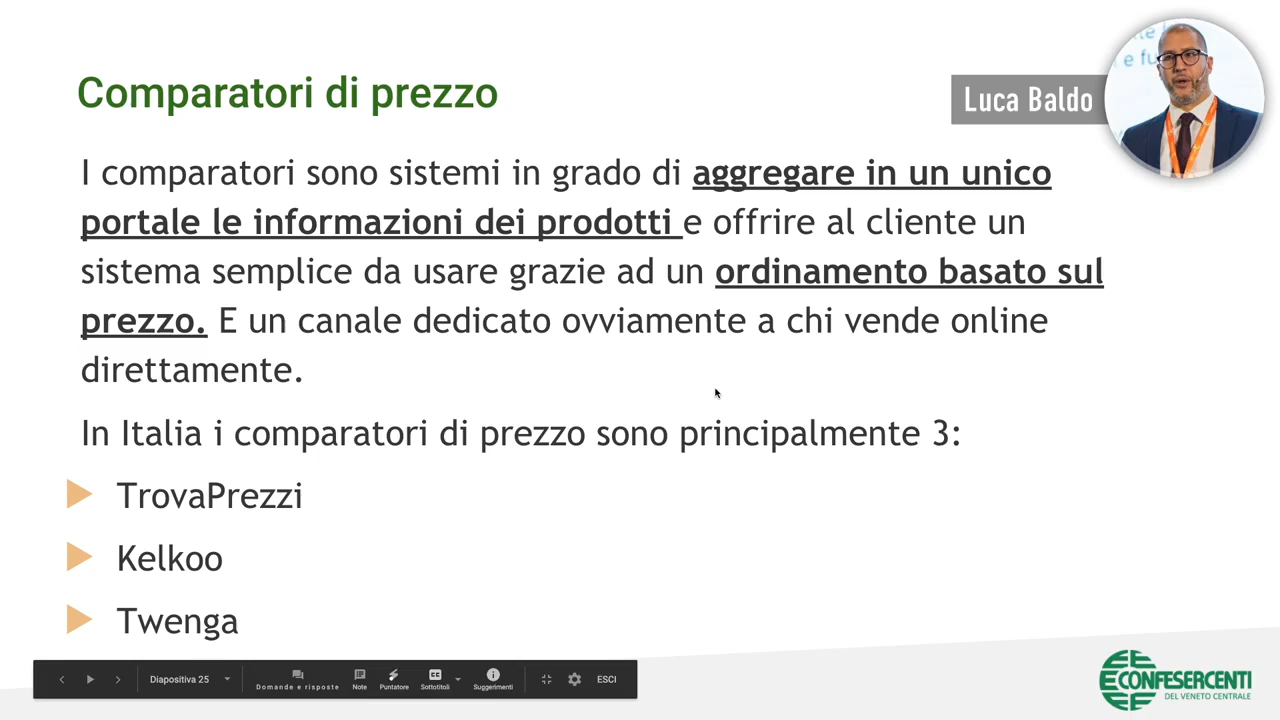 Comparatori di prezzo
Luca Baldo
I comparatori sono sistemi in grado di aggregare in un unico
portale le informazioni dei prodotti e offrire al cliente un
sistema semplice da usare grazie ad un ordinamento basato sul
prezzo. E un canale dedicato ovviamente a chi vende online
direttamente.
In Italia i comparatori di prezzo sono principalmente 3:
TrovaPrezzi
Kelkoo
Twenga
Diapositiva 25
Domande e risposte
Note
Puntatore
Sottotitoli
Suggerimenti
ESCI
CONFESERCENTI
DEL VENETO CENTRALE